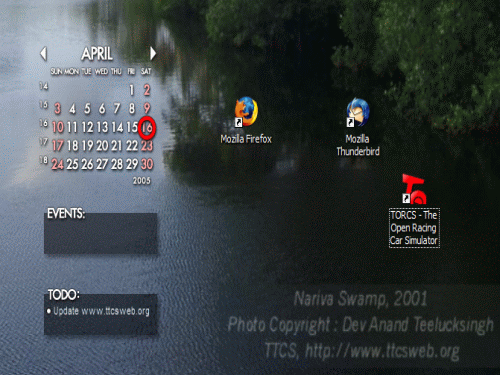 APRIL
SUN MON TUE WED THU FRI SAT
14 1 2
15 3 4 5 6 7 8 9
16 10 11 12 13 14 15 16
17 17 18 19 20 21 22 23
18 24 25 26 27 28 29 30
2005
EVENTS:
TODO:
• Update www.ttcsweb.org
Mozilla Firefox
Mozilla
Thunderbird
TORCS - The
Open Racing
Car Simulator
Nariva Swamp, 2001
Photo Copyright : Dev Anand Teelucksingh
TTCS, http://www.ttcsweb.org